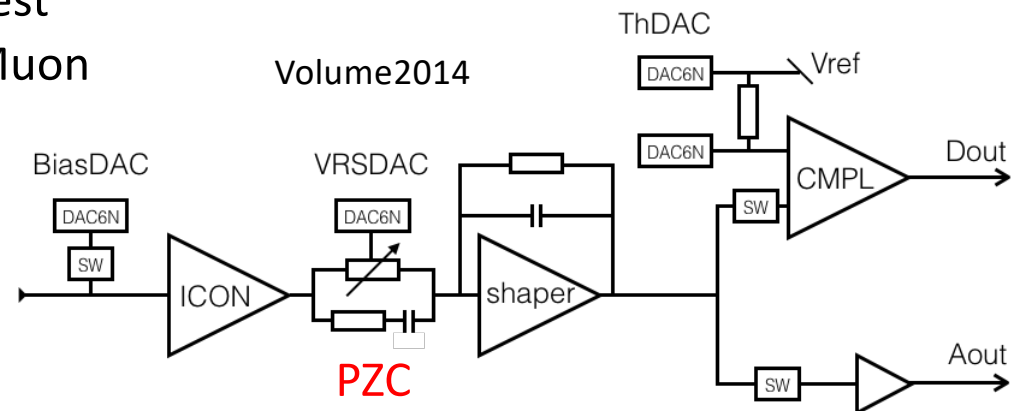 Muon
Volume2014
ThDAC
DAC6N
Vref
DAC6N
Dout
CMPL
SW
BiasDAC
VRSDAC
DAC6N
DAC6N
SW
ICON
shaper
PZC
SW
Aout